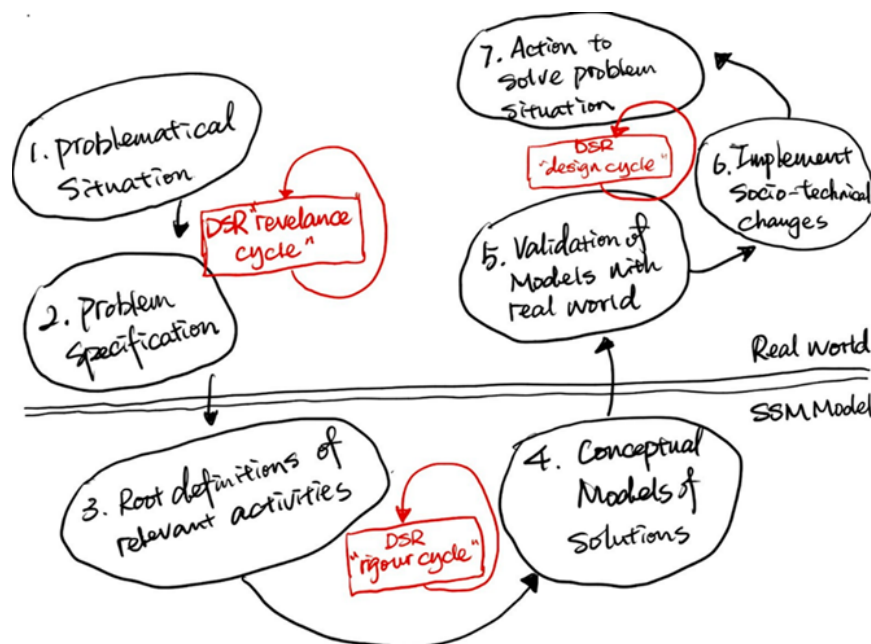 1. Problematical
Situation
DSR "revelance
cycle"
2. Problem
Specification
3. Root definitions of
relevant activities
DSR
"rigour cycle"
4. Conceptual
Models of
solutions
5. Validation of
Models with
real world
DSR
"design cycle"
6. Implement
Socio-technical
changes
7. Action to
solve problem
situation
Real World
SSM Model